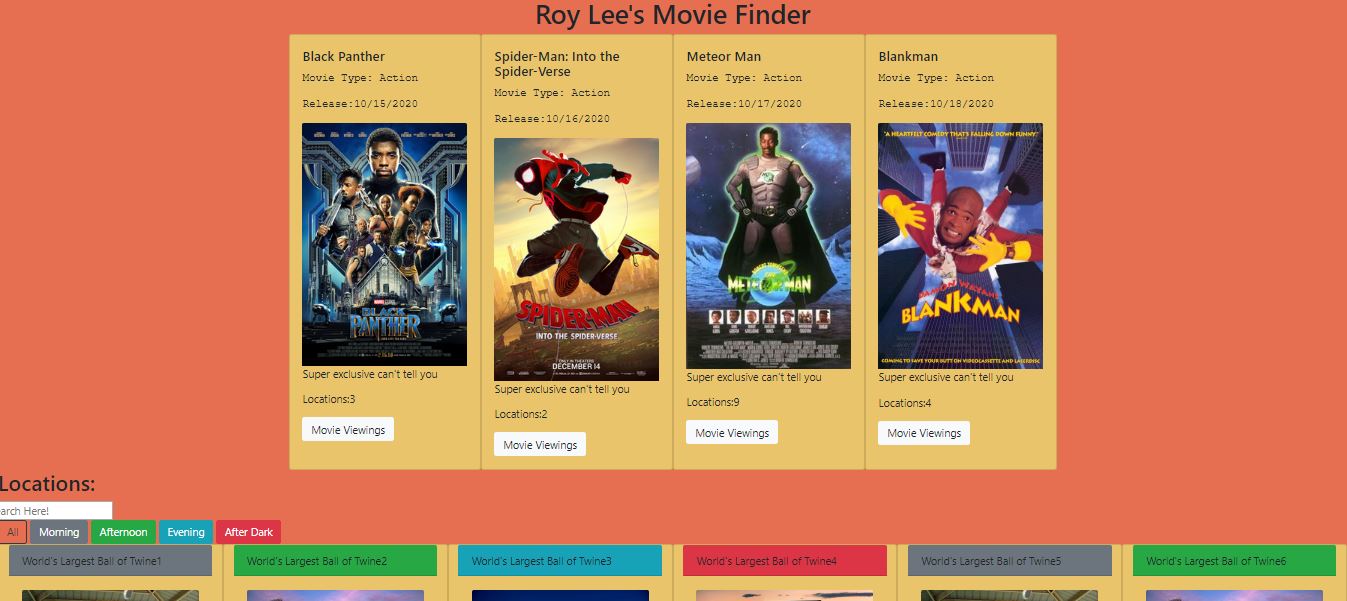 Roy Lee's Movie Finder
Black Panther
Movie Type: Action
Release:10/15/2020
MARVEL STUDIOS
BLACK
PANTHER
Super exclusive can't tell you
Locations:3
Movie Viewings
Spider-Man: Into the
Spider-Verse
Movie Type: Action
Release:10/16/2020
SPIDER-MAN
INTO THE SPIDER-VERSE
ONLY IN THEATERS
DECEMBER 14
Super exclusive can't tell you
Locations:2
Movie Viewings
Meteor Man
Movie Type: Action
Release:10/17/2020
METEOR MAN
Super exclusive can't tell you
Locations:9
Movie Viewings
Blankman
Movie Type: Action
Release:10/18/2020
"A HEARTFELT COMEDY THAT'S FALLING DOWN FUNNY."
DAMON WAYANS
BLANKMAN
COMING TO SAVE YOUR BUTT ON VIDEOCASSETTE AND LASERDISC
Super exclusive can't tell you
Locations:4
Movie Viewings
Locations:
arch Here!
All Morning Afternoon Evening After Dark
World's Largest Ball of Twine1
World's Largest Ball of Twine2
World's Largest Ball of Twine3
World's Largest Ball of Twine4
World's Largest Ball of Twine5
World's Largest Ball of Twine6